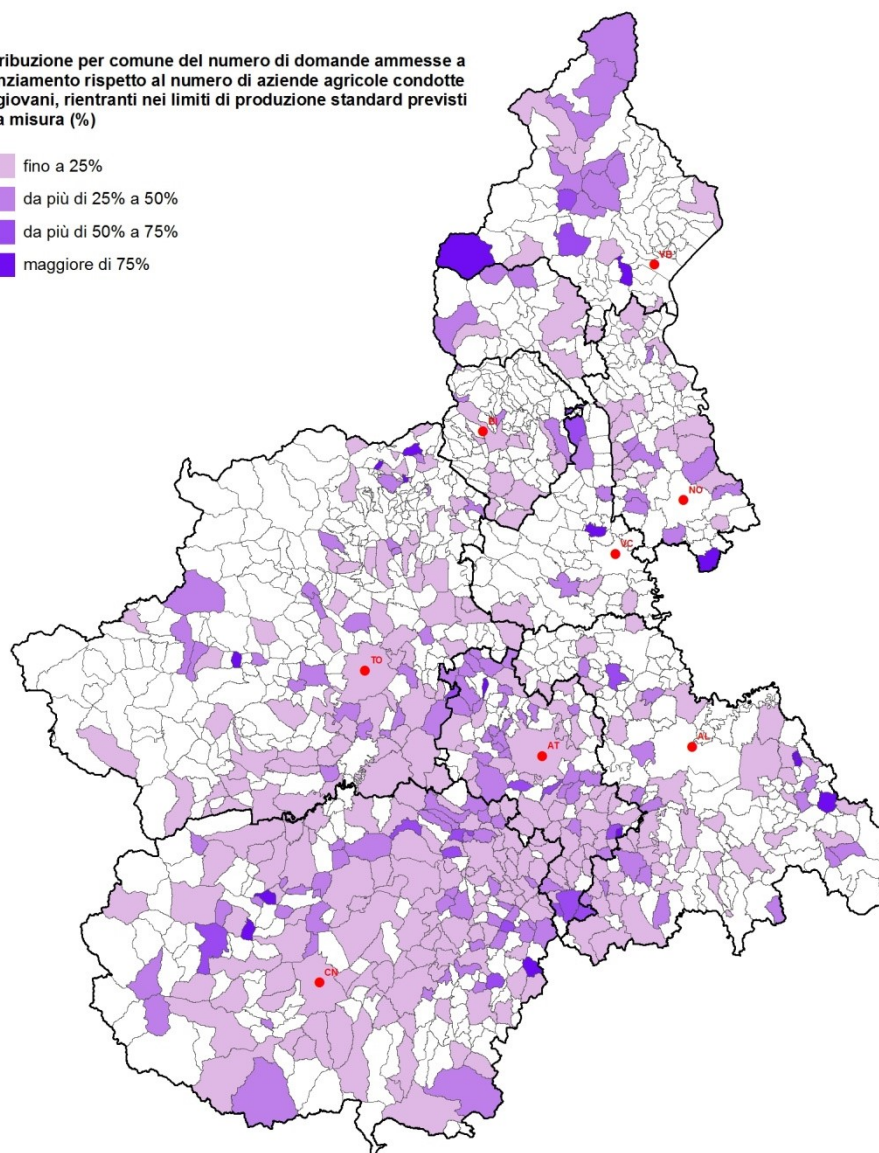 ribuzione per comune del numero di domande ammesse a
nziamento rispetto al numero di aziende agricole condotte
giovani, rientranti nei limiti di produzione standard previsti
a misura (%)
fino a 25%
da più di 25% a 50%
da più di 50% a 75%
maggiore di 75%
VB
BI
NO
VC
TO
AT
AL
CN